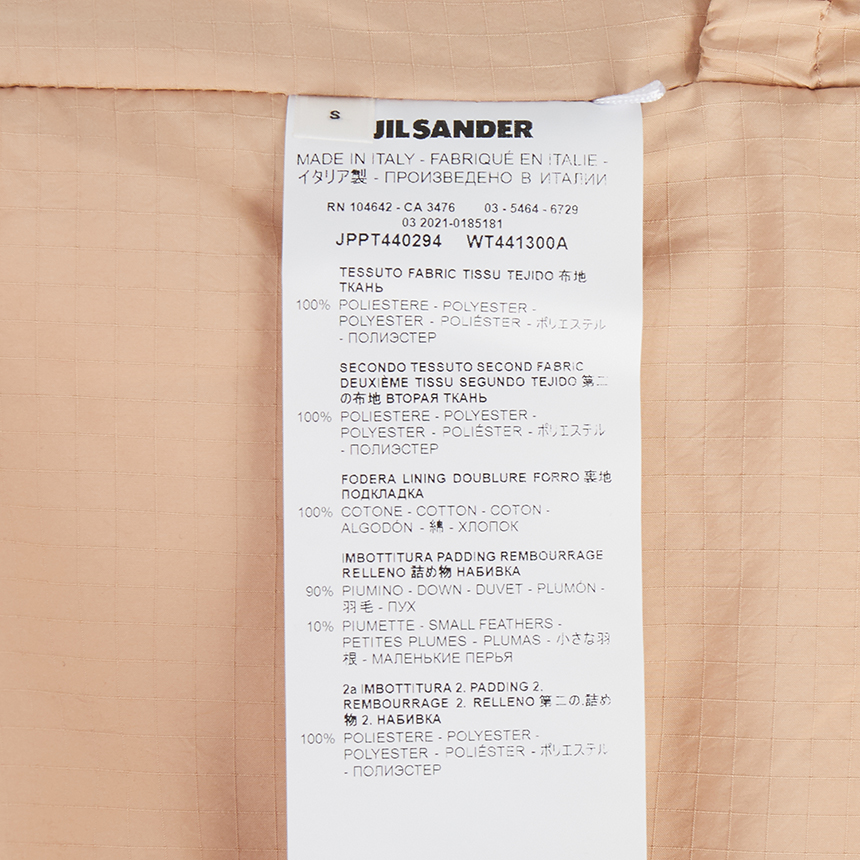 S
JIL SANDER
MADE IN ITALY - FABRIQUÉ EN ITALIE -
イタリア製 - ПРОИЗВЕДЕНО В ИТАЛИИ
RN 104642 - CA 3476 03 - 5464 - 6729
03 2021-0185181
JPPT440294 WT441300A
TESSUTO FABRIC TISSU TEJIDO 布地
ТКАНЬ
100% POLIESTERE - POLYESTER -
POLYESTER - POLIÉSTER - ポリエステル
- ПОЛИЭСТЕР
SECONDO TESSUTO SECOND FABRIC
DEUXIÈME TISSU SEGUNDO TEJIDO 第二
の布地 ВТОРАЯ ТКАНЬ
100% POLIESTERE - POLYESTER -
POLYESTER - POLIÉSTER - ポリエステル
- ПОЛИЭСТЕР
FODERA LINING DOUBLURE FORRO 裏地
ПОДКЛАДКА
100% COTONE - COTTON - COTON -
ALGODÓN - 綿 - ХЛОПОК
IMBOTTITURA PADDING REMBOURRAGE
RELLENO 詰め物 НАБИВКА
90% PIUMINO - DOWN - DUVET - PLUMÓN -
羽毛 - ПУХ
10% PIUMETTE - SMALL FEATHERS -
PETITES PLUMES - PLUMAS - 小さな羽
根 - МАЛЕНЬКИЕ ПЕРЬЯ
2a IMBOTTITURA 2. PADDING 2.
REMBOURRAGE 2. RELLENO 第二の詰め
物 2. НАБИВКА
100% POLIESTERE - POLYESTER -
POLYESTER - POLIÉSTER - ポリエステル
- ПОЛИЭСТЕР